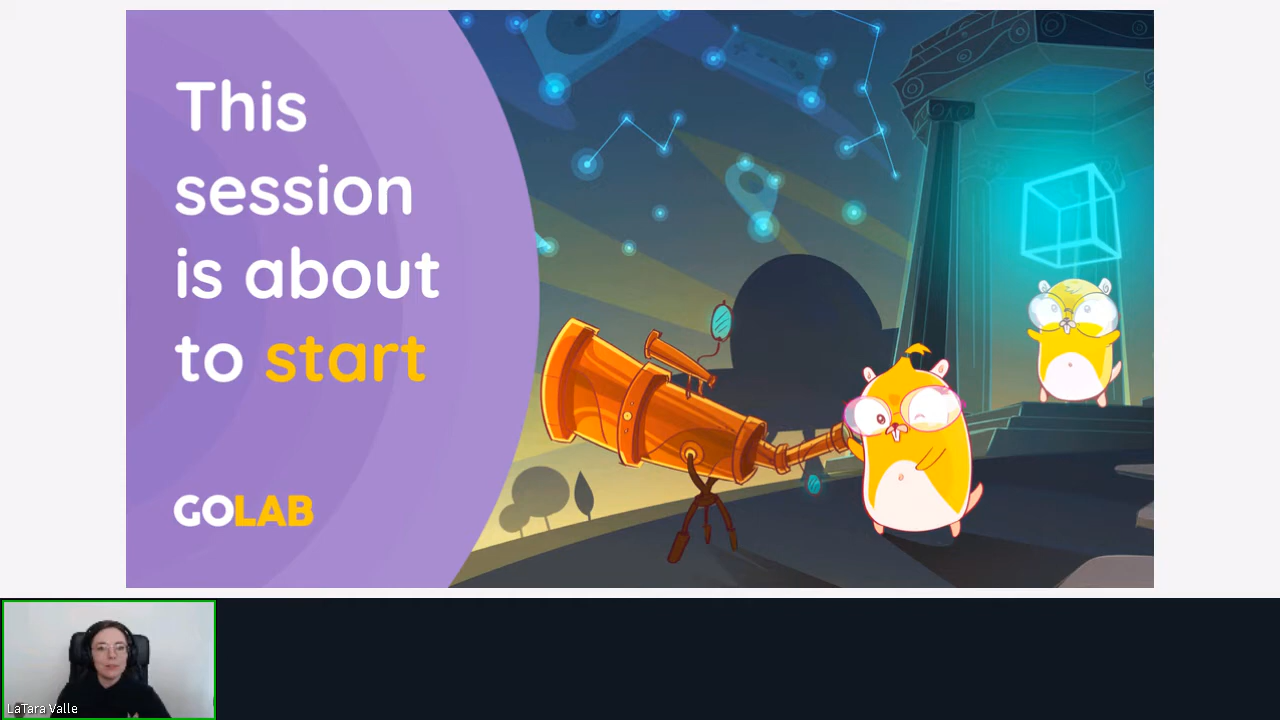 This
session
is about
to start
GOLAB
LaTara Valle